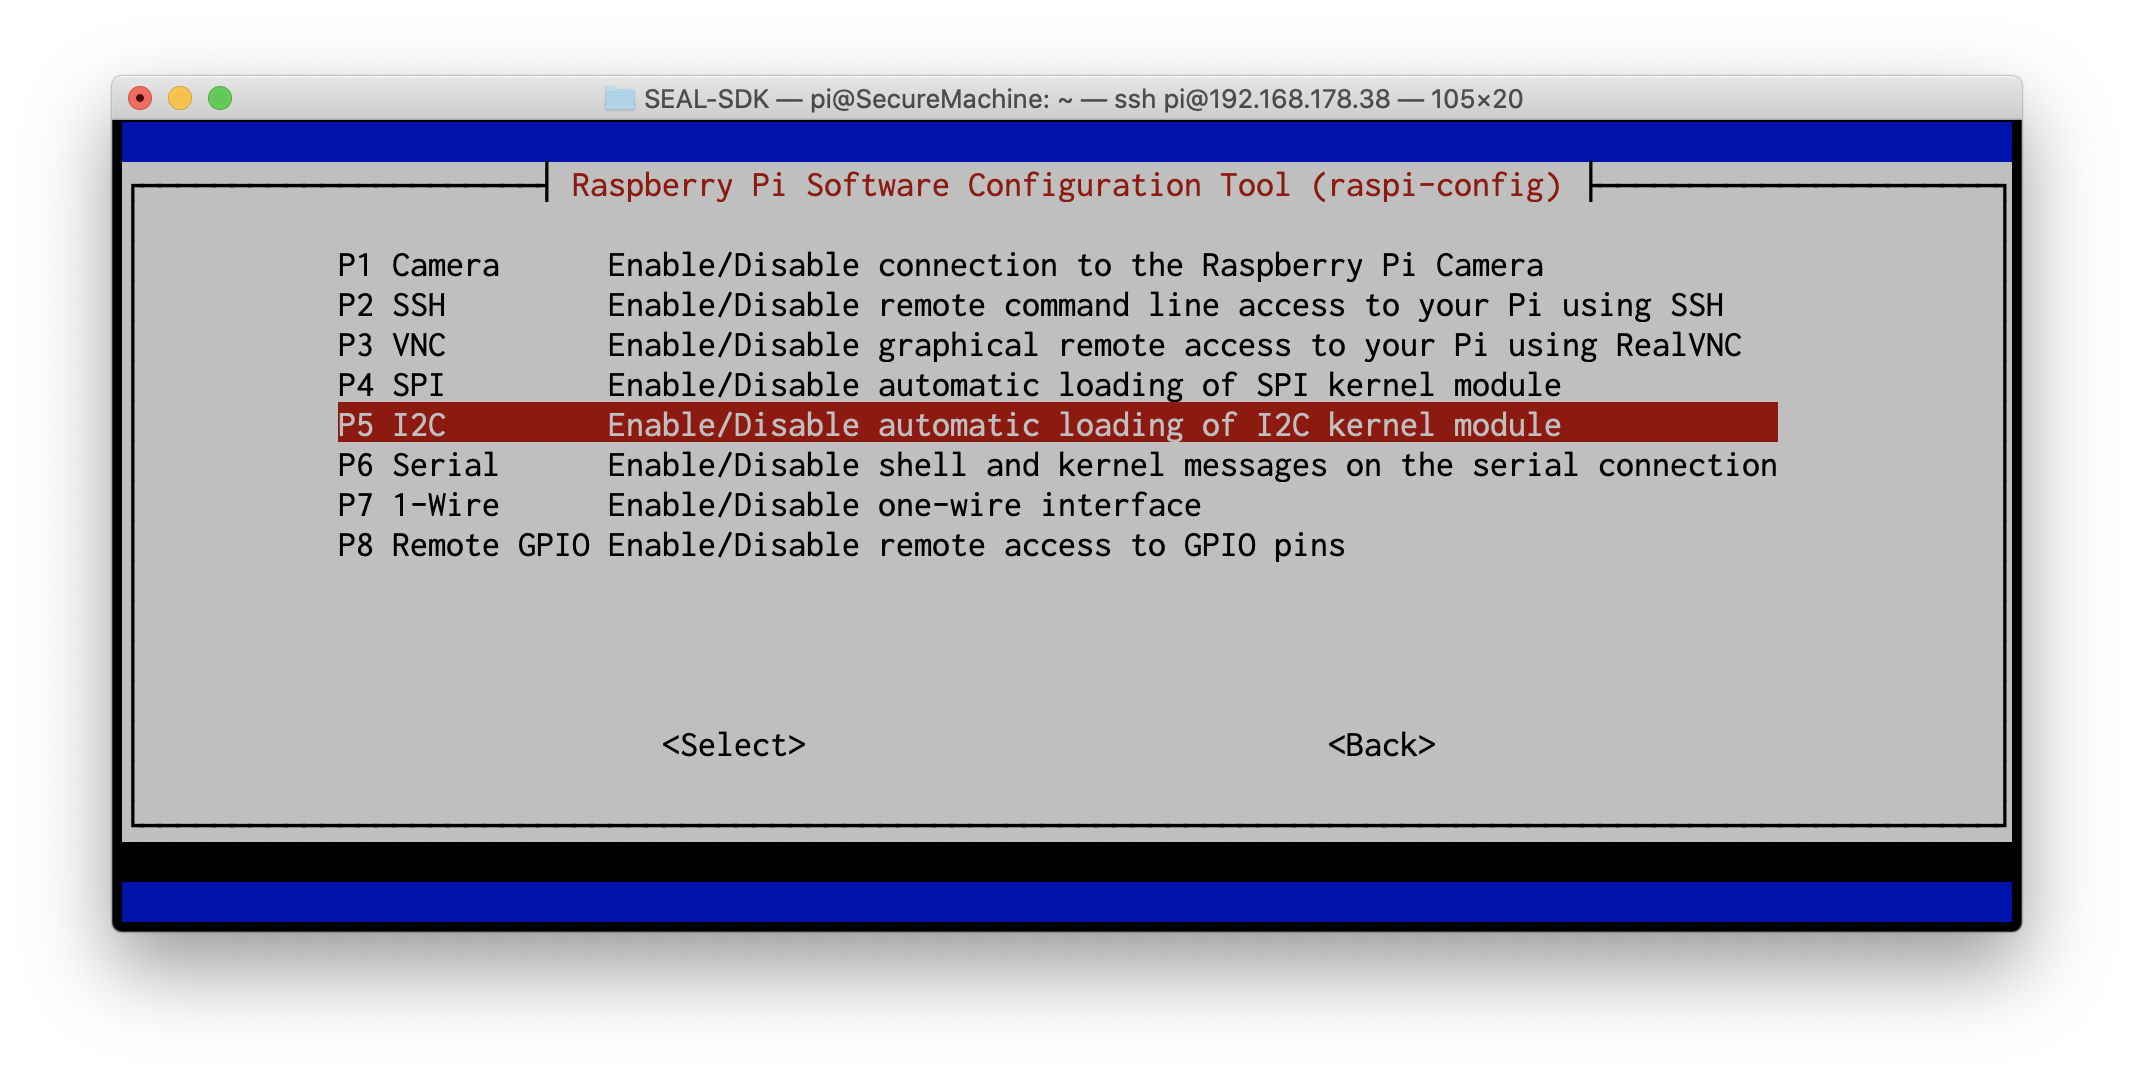 SEAL-SDK — pi@SecureMachine: ~ — ssh pi@192.168.178.38 — 105×20
Raspberry Pi Software Configuration Tool (raspi-config)
P1 Camera Enable/Disable connection to the Raspberry Pi Camera
P2 SSH Enable/Disable remote command line access to your Pi using SSH
P3 VNC Enable/Disable graphical remote access to your Pi using RealVNC
P4 SPI Enable/Disable automatic loading of SPI kernel module
P5 I2C Enable/Disable automatic loading of I2C kernel module
P6 Serial Enable/Disable shell and kernel messages on the serial connection
P7 1-Wire Enable/Disable one-wire interface
P8 Remote GPIO Enable/Disable remote access to GPIO pins
<Select> <Back>